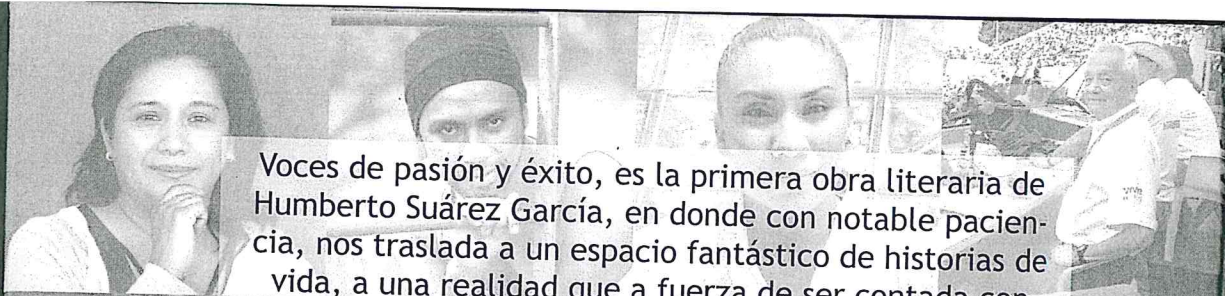 Voces de pasión y éxito, es la primera obra literaria de
Humberto Suárez García, en donde con notable pacien-
cia, nos traslada a un espacio fantástico de historias de
vida, a una realidad que a fuerza de ser contada con